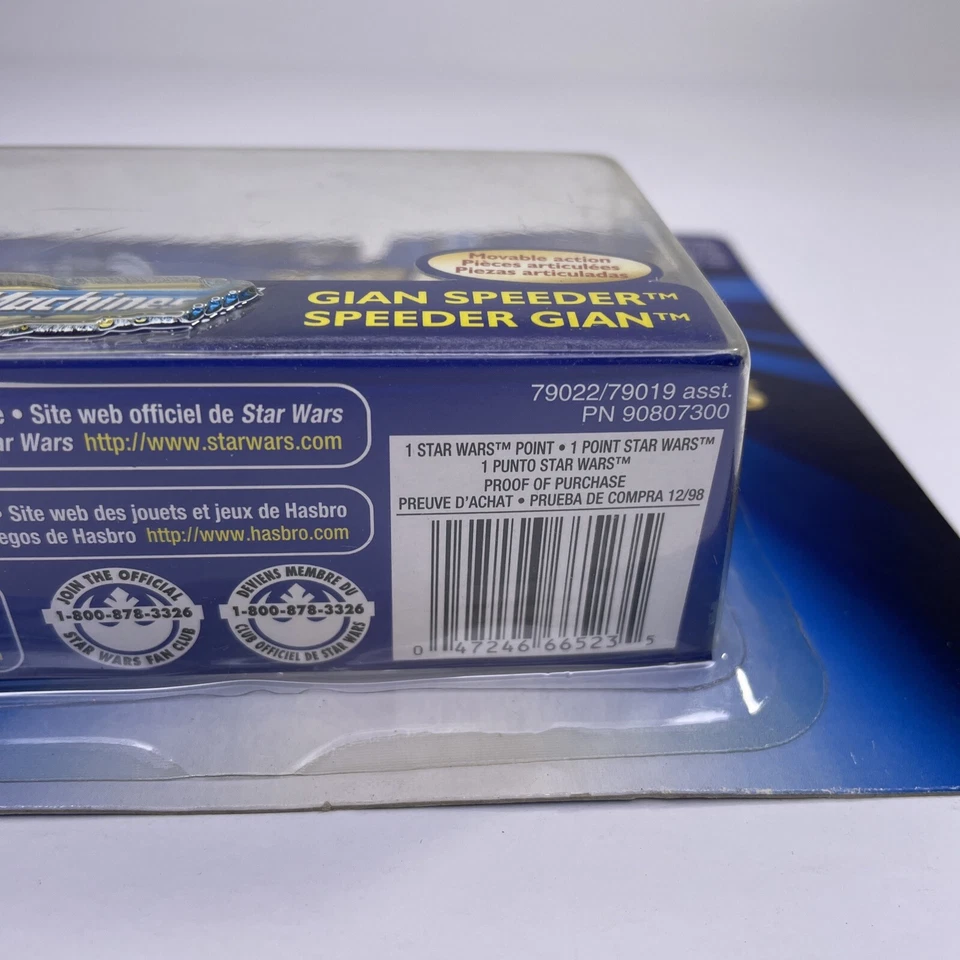 Movable action
Pièces articulées
Piezas articuladas
Machines
GIAN SPEEDER™
SPEEDER GIAN™
79022/79019 asst.
PN 90807300
• Site web officiel de Star Wars
Wars http://www.starwars.com
• Site web des jouets et jeux de Hasbro
de Hasbro http://www.hasbro.com
JOIN THE OFFICIAL
1-800-878-3326
STAR WARS FAN CLUB
DEVIENS MEMBRE DU
1-800-878-3326
CLUB OFFICIEL DE STAR WARS
1 STAR WARS™ POINT • 1 POINT STAR WARS™
1 PUNTO STAR WARS™
PROOF OF PURCHASE
PREUVE D'ACHAT • PRUEBA DE COMPRA 12/98
0 47246 66523 5